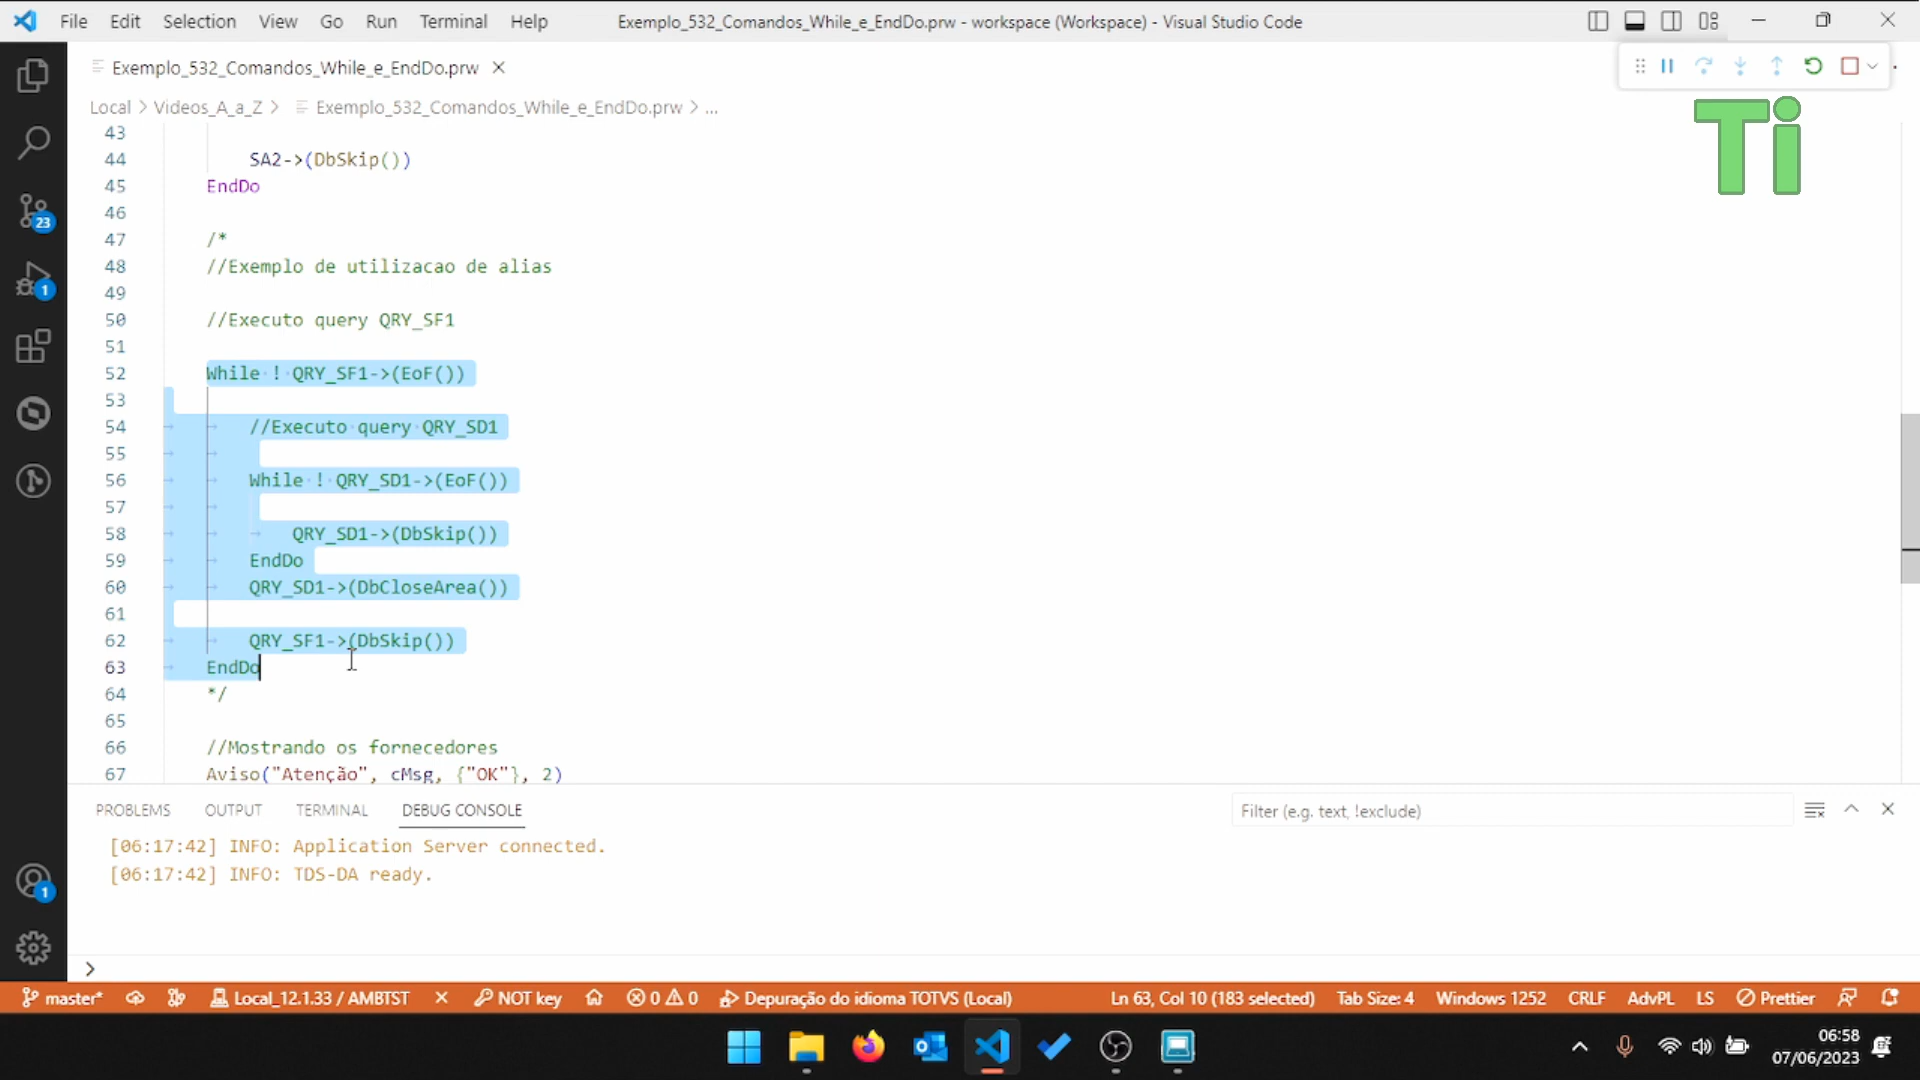 File Edit Selection View Go Run Terminal Help Exemplo_532_Comandos_While_e_EndDo.prw - workspace (Workspace) - Visual Studio Code
Exemplo_532_Comandos_While_e_EndDo.prw
Local > Videos_A_a_Z > Exemplo_532_Comandos_While_e_EndDo.prw > ...
Ti
43
44 SA2->(DbSkip())
45 EndDo
46
47 /*
48 //Exemplo de utilizacao de alias
49
50 //Executo query QRY_SF1
51
52 While ! QRY_SF1->(EoF())
53
54 //Executo query QRY_SD1
55
56 While ! QRY_SD1->(EoF())
57
58 QRY_SD1->(DbSkip())
59 EndDo
60 QRY_SD1->(DbCloseArea())
61
62 QRY_SF1->(DbSkip())
63 EndDo
64 */
65
66 //Mostrando os fornecedores
67 Aviso("Atenção", cMsg, {"OK"}, 2)
23
1
1
PROBLEMS OUTPUT TERMINAL DEBUG CONSOLE Filter (e.g. text, !exclude)
[06:17:42] INFO: Application Server connected.
[06:17:42] INFO: TDS-DA ready.
master* Local_12.1.33 / AMBTST NOT key 0 0 Depuração do idioma TOTVS (Local) Ln 63, Col 10 (183 selected) Tab Size: 4 Windows 1252 CRLF AdvPL LS Prettier
06:58
07/06/2023